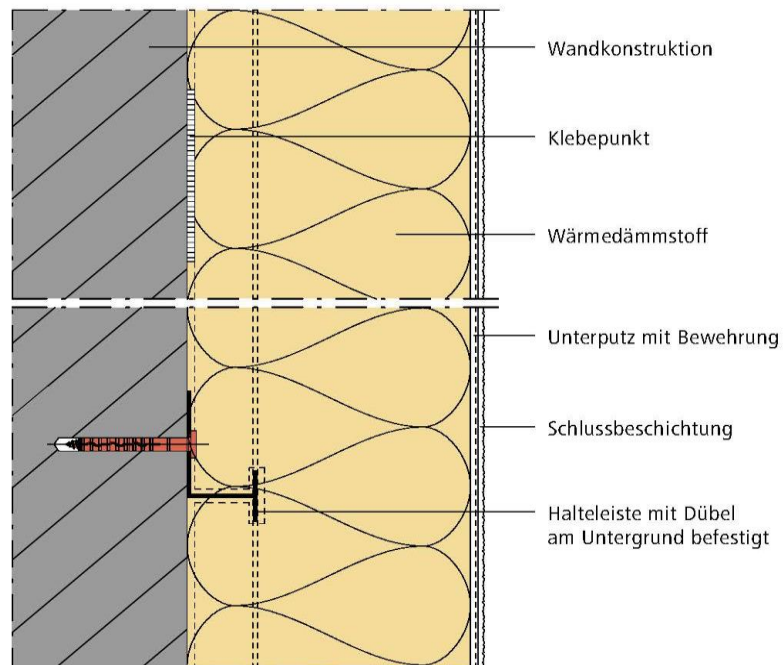 Wandkonstruktion
Klebepunkt
Wärmedämmstoff
Unterputz mit Bewehrung
Schlussbeschichtung
Halteleiste mit Dübel
am Untergrund befestigt